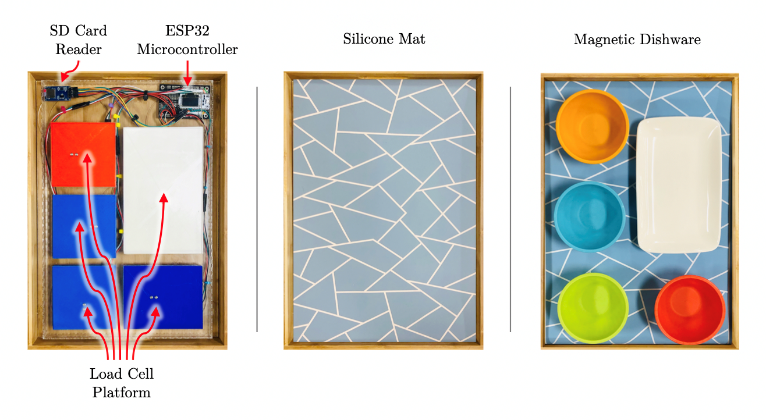 SD Card
Reader
ESP32
Microcontroller
Silicone Mat
Magnetic Dishware
Load Cell
Platform